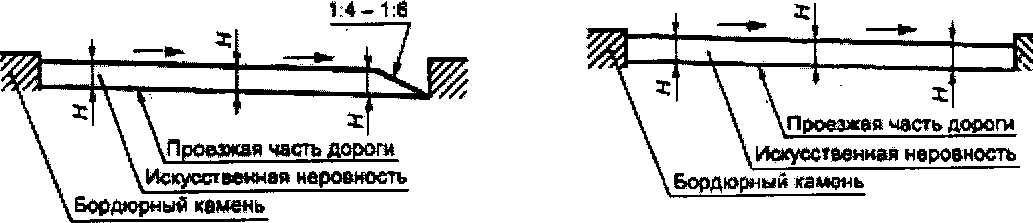 1:4 – 1:6
H
H
H
Проезжая часть дороги
Искусственная неровность
Бордюрный камень
H
H
H
Проезжая часть дороги
Искусственная неровность
Бордюрный камень